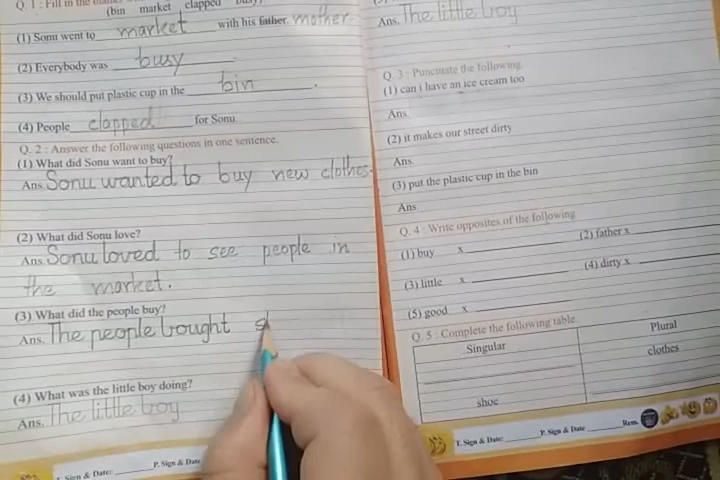 Q. 1 : Fill in the
(bin market clapped busy)
(1) Sonu went to market with his father. mother.
(2) Everybody was busy.
(3) We should put plastic cup in the bin.
(4) People clapped for Sonu
Q. 2 : Answer the following questions in one sentence.
(1) What did Sonu want to buy?
Ans. Sonu wanted to buy new clothes.
(2) What did Sonu love?
Ans. Sonu loved to see people in
the market.
(3) What did the people buy?
Ans. The people bought
(4) What was the little boy doing?
Ans. The little boy
T. Sign & Date:
P. Sign & Date
Ans. The little boy
Q. 3 : Punctuate the following.
(1) can i have an ice cream too
Ans.
(2) it makes our street dirty
Ans.
(3) put the plastic cup in the bin
Ans.
Q. 4 : Write opposites of the following
(1) buy x (2) father x
(3) little x (4) dirty x
(5) good x
Q. 5 : Complete the following table
Singular Plural
clothes
shoe
T. Sign & Date: P. Sign & Date Rem.